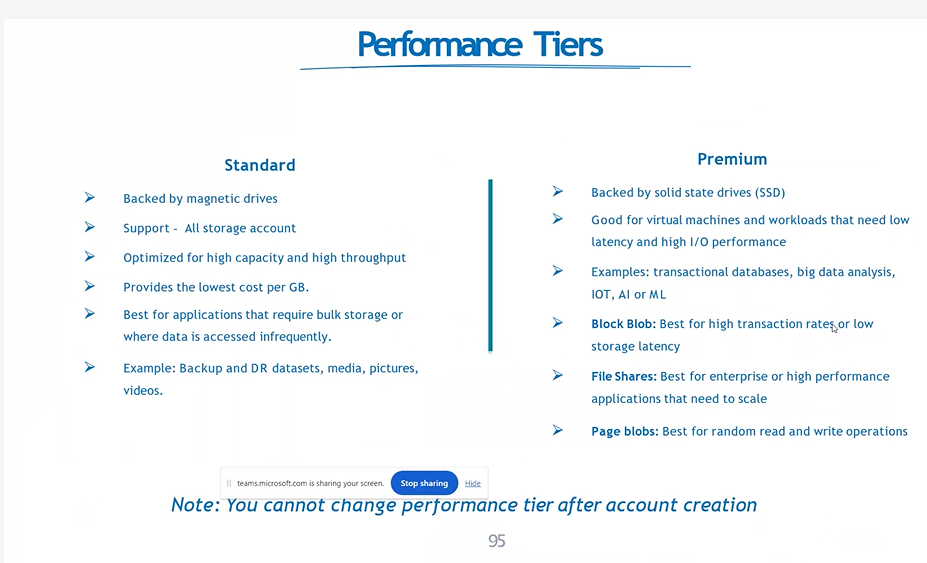 Performance Tiers
Standard
Backed by magnetic drives
Support - All storage account
Optimized for high capacity and high throughput
Provides the lowest cost per GB.
Best for applications that require bulk storage or
where data is accessed infrequently.
Example: Backup and DR datasets, media, pictures,
videos.
Premium
Backed by solid state drives (SSD)
Good for virtual machines and workloads that need low
latency and high I/O performance
Examples: transactional databases, big data analysis,
IOT, AI or ML
Block Blob: Best for high transaction rates or low
storage latency
File Shares: Best for enterprise or high performance
applications that need to scale
Page blobs: Best for random read and write operations
teams.microsoft.com is sharing your screen. Stop sharing Hide
Note: You cannot change performance tier after account creation
95